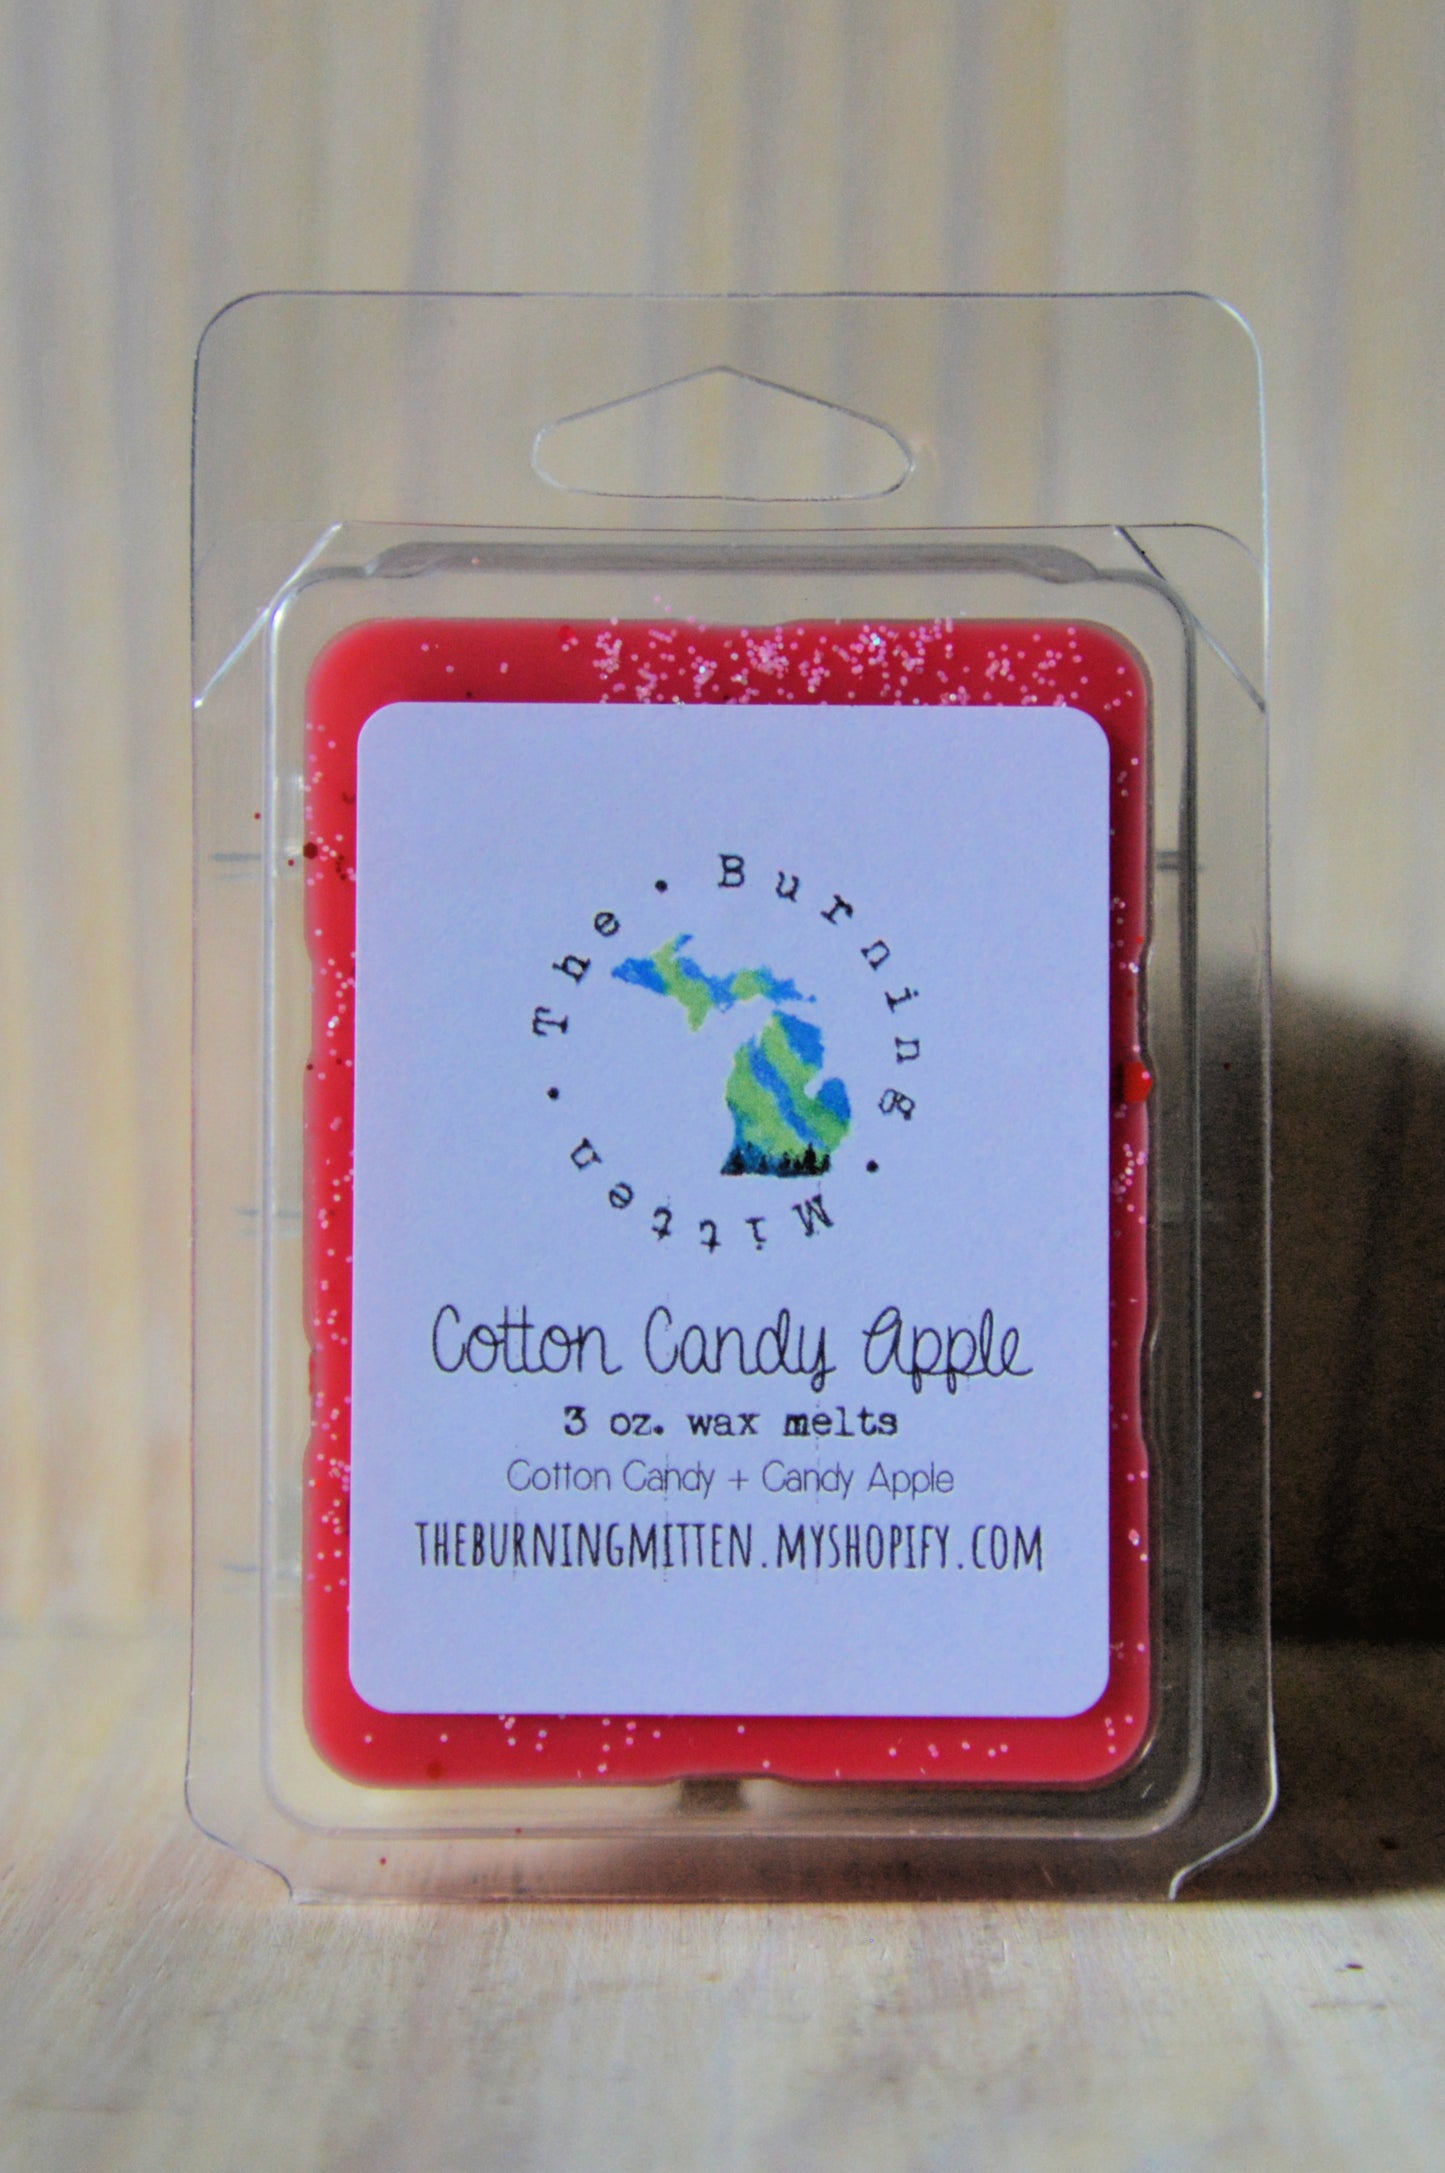 The • Burning • Mitten •
Cotton Candy Apple
3 oz. wax melts
Cotton Candy + Candy Apple
THEBURNINGMITTEN.MYSHOPIFY.COM